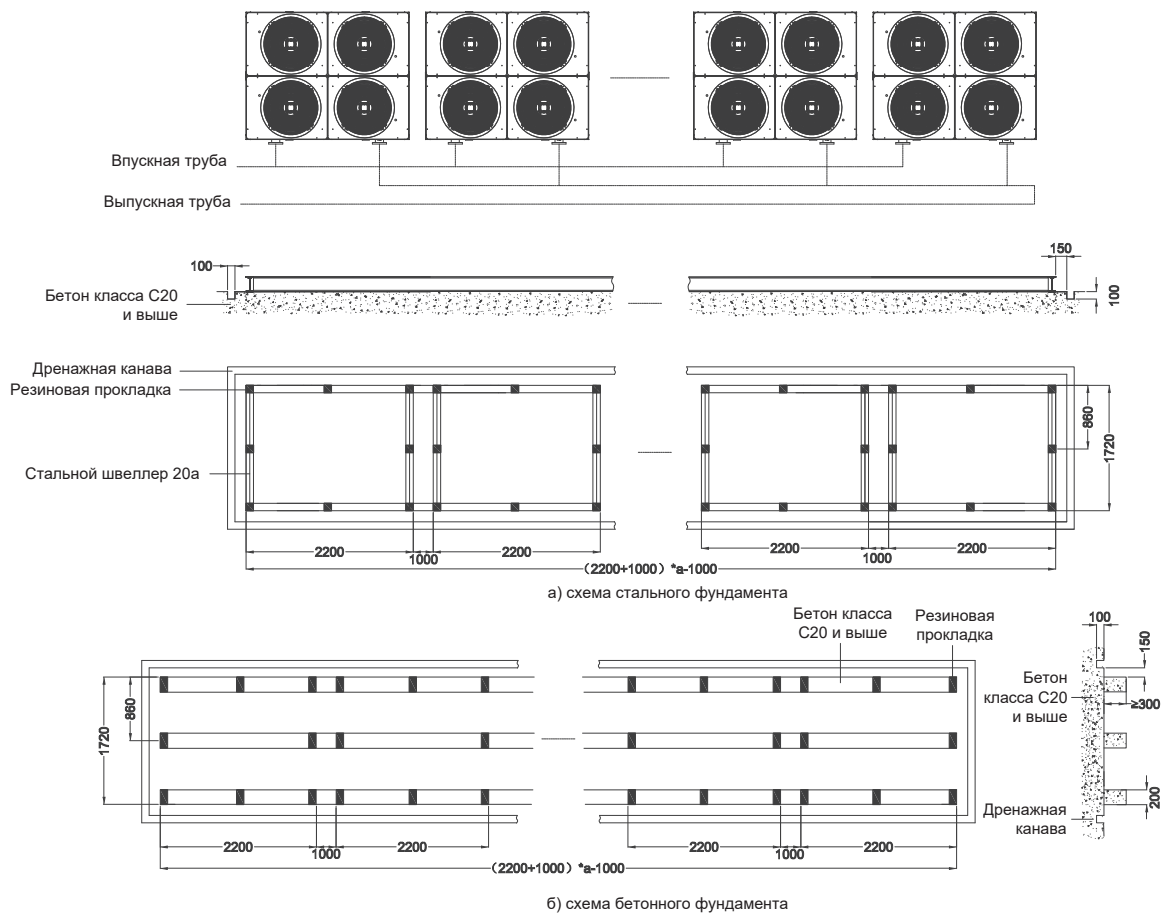 Впускная труба
Выпускная труба
100
150
Бетон класса С20
и выше
100
Дренажная канава
Резиновая прокладка
860
1720
Стальной швеллер 20а
2200
1000
2200
2200
1000
2200
(2200+1000) *a-1000
а) схема стального фундамента
Бетон класса
С20 и выше
Резиновая
прокладка
100
150
Бетон
класса С20
и выше
≥300
860
1720
200
Дренажная
канава
2200
1000
2200
2200
1000
2200
(2200+1000) *a-1000
б) схема бетонного фундамента